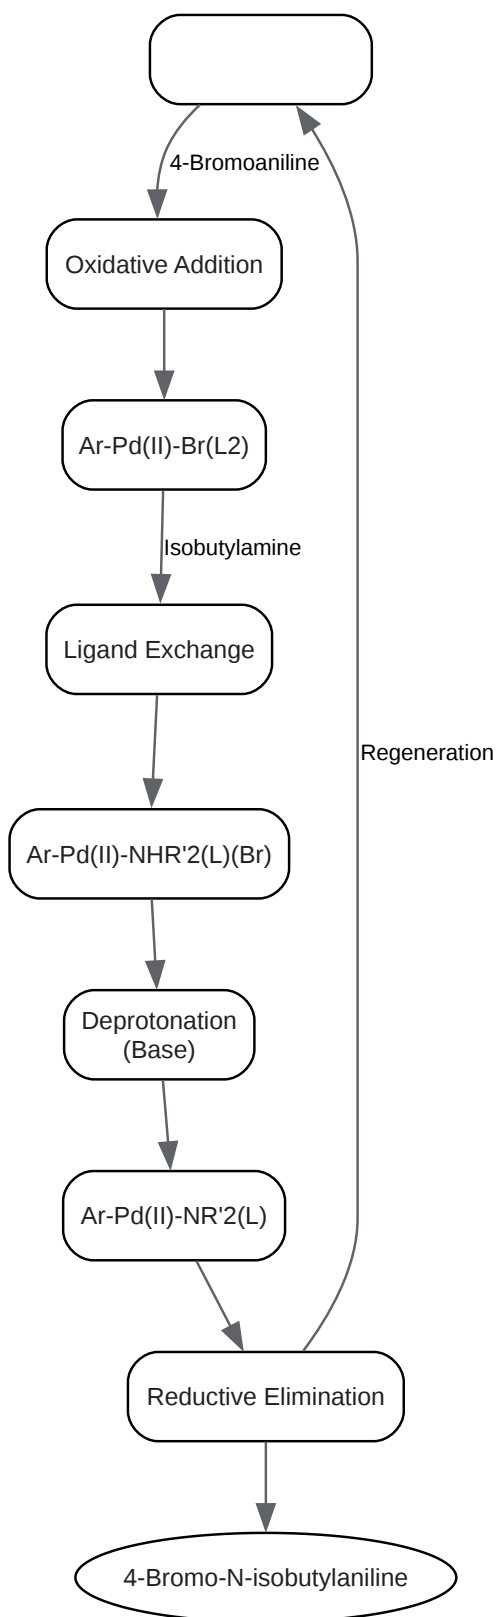 4-Bromoaniline
Oxidative Addition
Ar-Pd(II)-Br(L2)
Isobutylamine
Ligand Exchange
Regeneration
Ar-Pd(II)-NHR'2(L)(Br)
Deprotonation
(Base)
Ar-Pd(II)-NR'2(L)
Reductive Elimination
4-Bromo-N-isobutylaniline